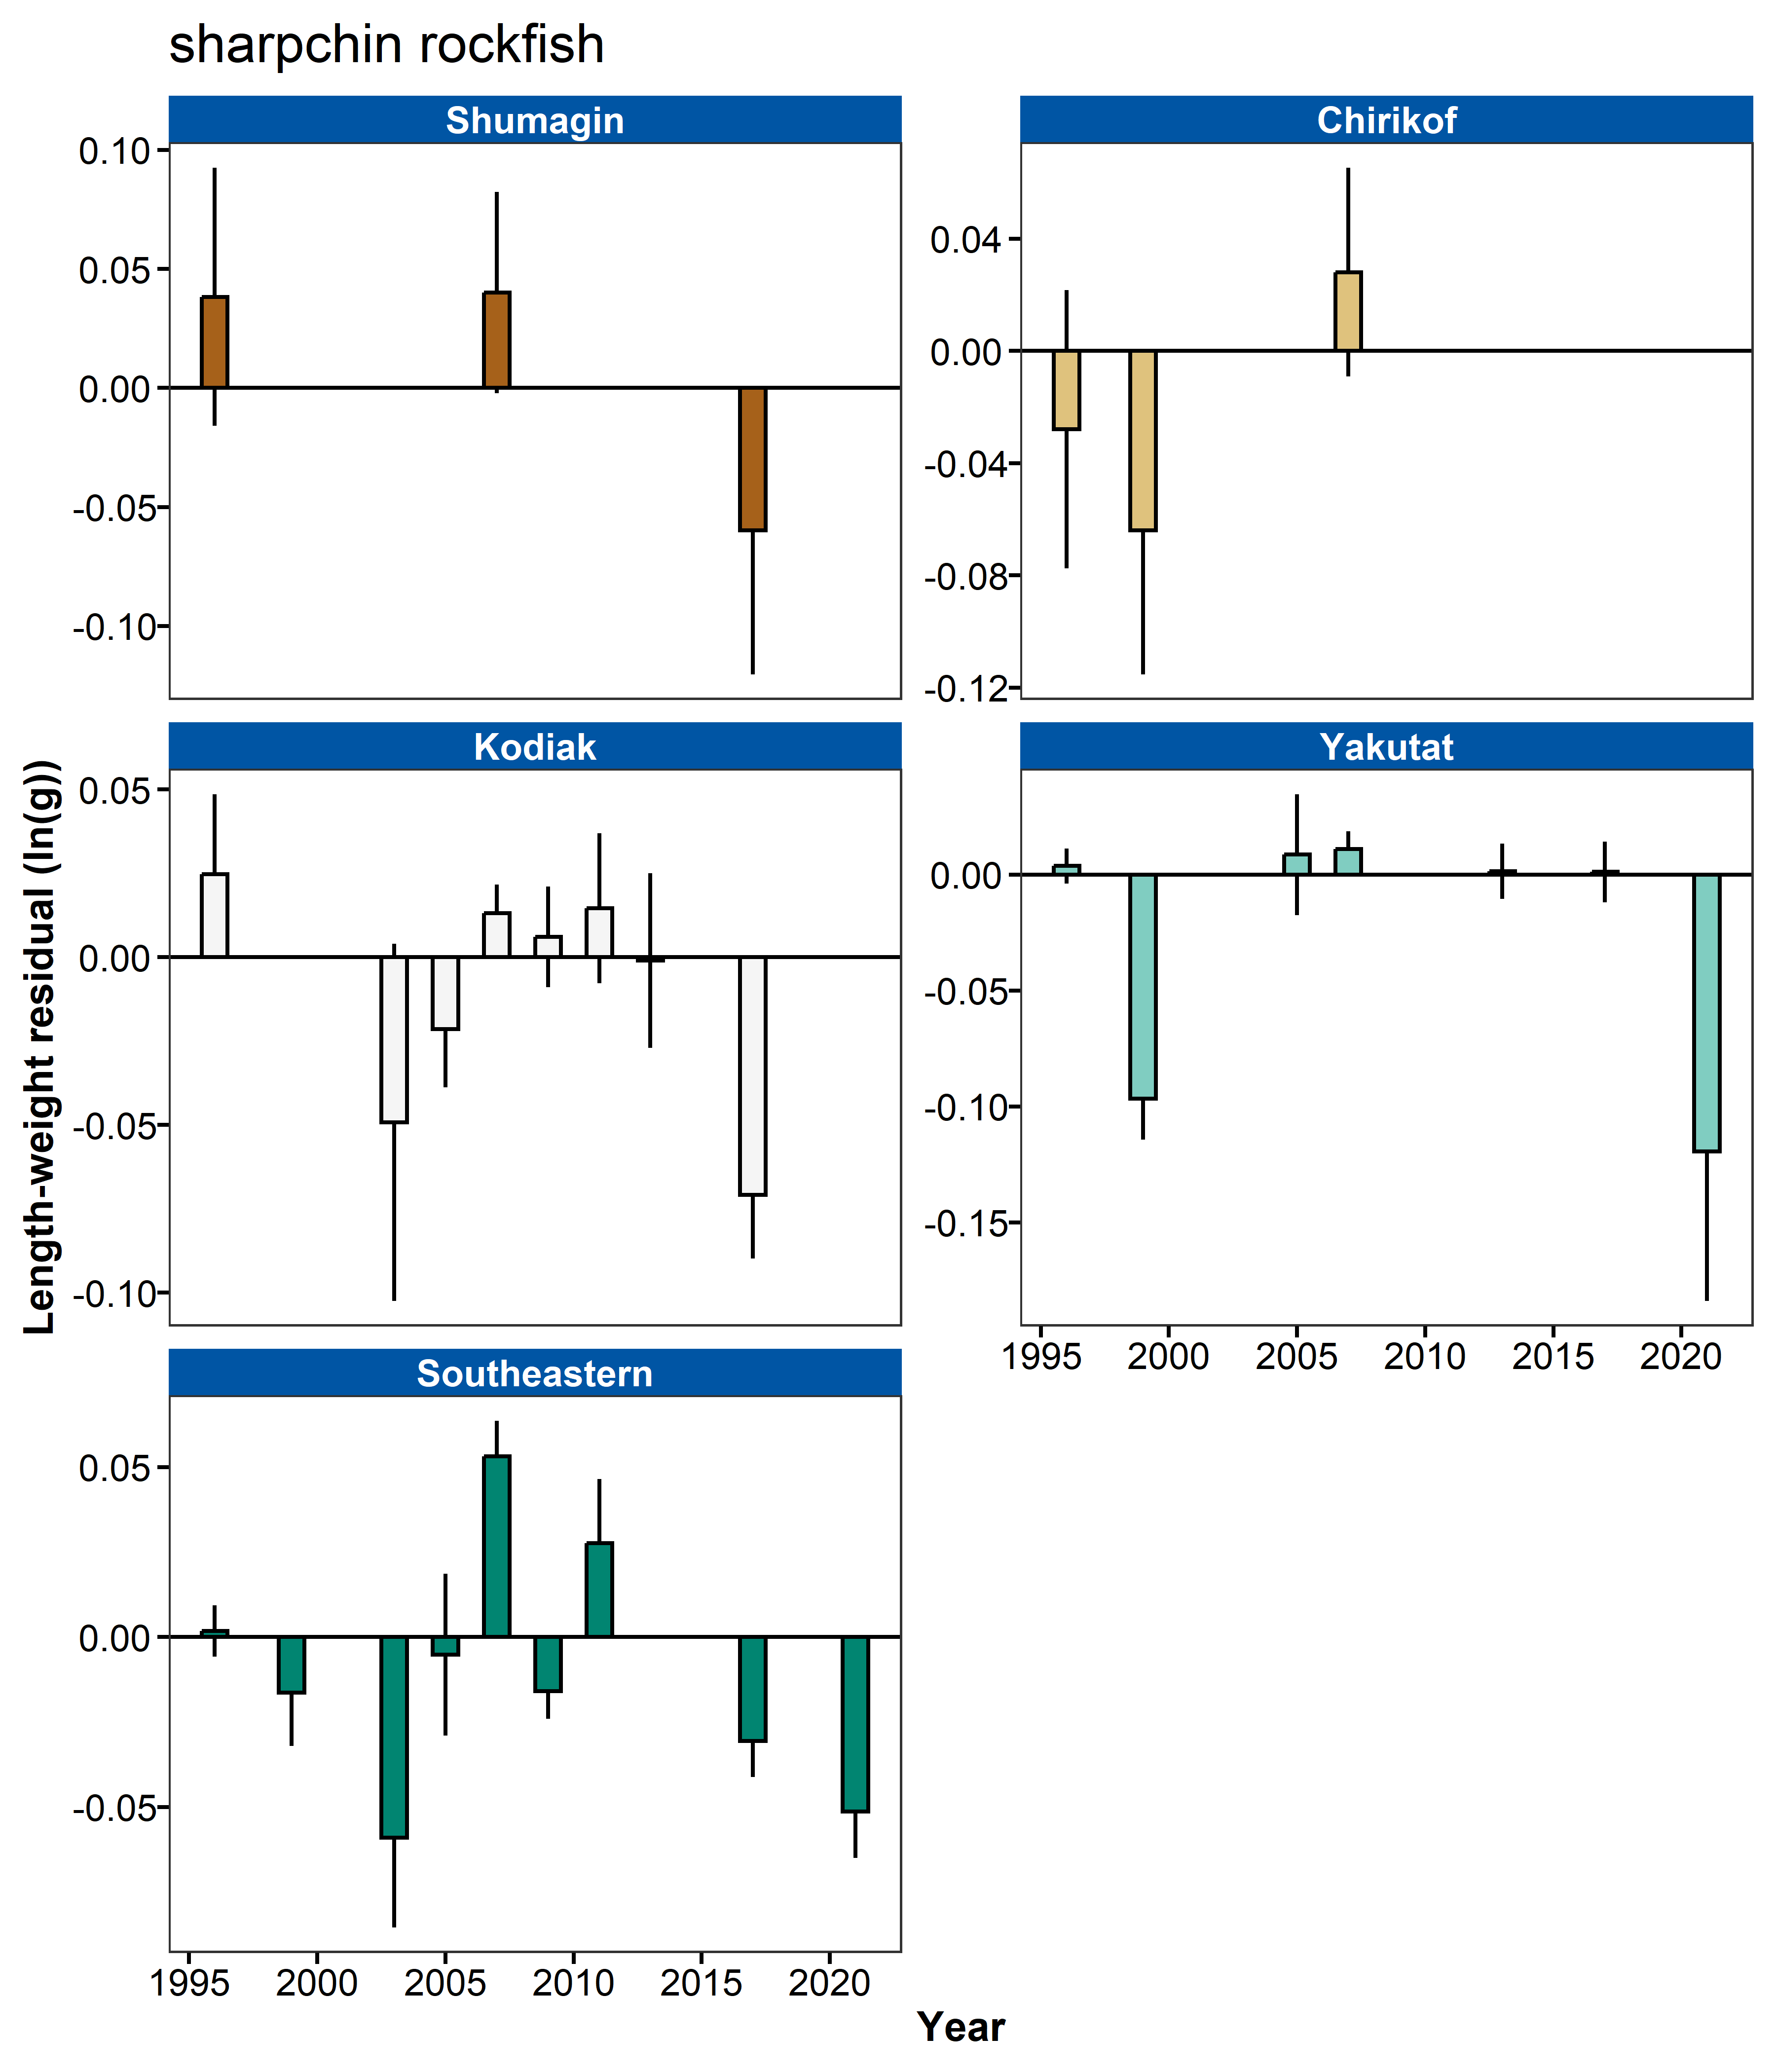 sharpchin rockfish
Shumagin
0.10
0.05
0.00
-0.05
-0.10
Chirikof
0.04
0.00
-0.04
-0.08
-0.12
Length-weight residual (ln(g))
Kodiak
0.05
0.00
-0.05
-0.10
Yakutat
0.00
-0.05
-0.10
-0.15
1995 2000 2005 2010 2015 2020
Southeastern
0.05
0.00
-0.05
1995 2000 2005 2010 2015 2020
Year